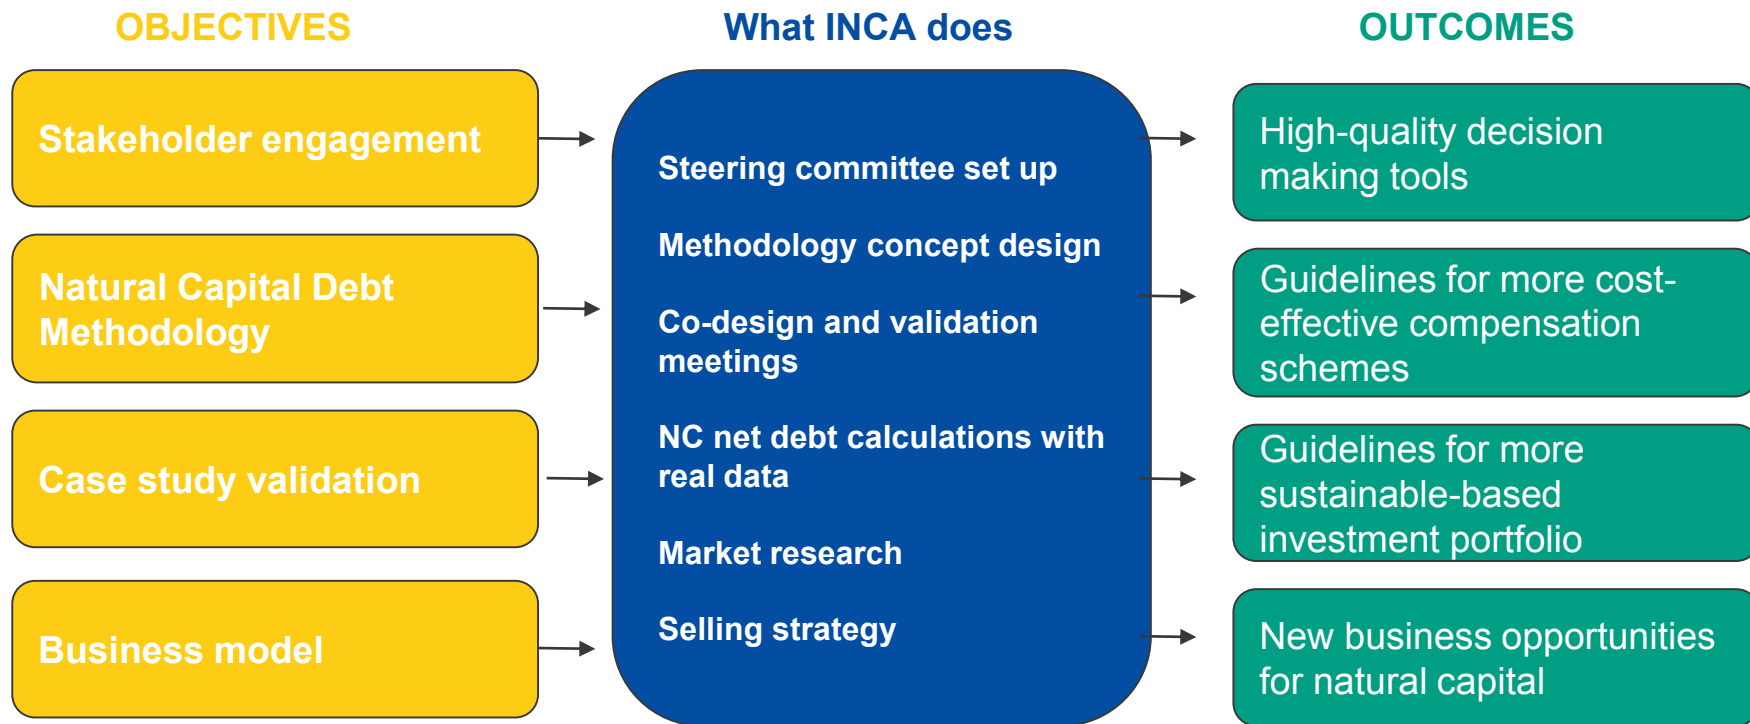 OBJECTIVES
Stakeholder engagement
Natural Capital Debt
Methodology
Case study validation
Business model
What INCA does
Steering committee set up
Methodology concept design
Co-design and validation
meetings
NC net debt calculations with
real data
Market research
Selling strategy
OUTCOMES
High-quality decision
making tools
Guidelines for more cost-
effective compensation
schemes
Guidelines for more
sustainable-based
investment portfolio
New business opportunities
for natural capital